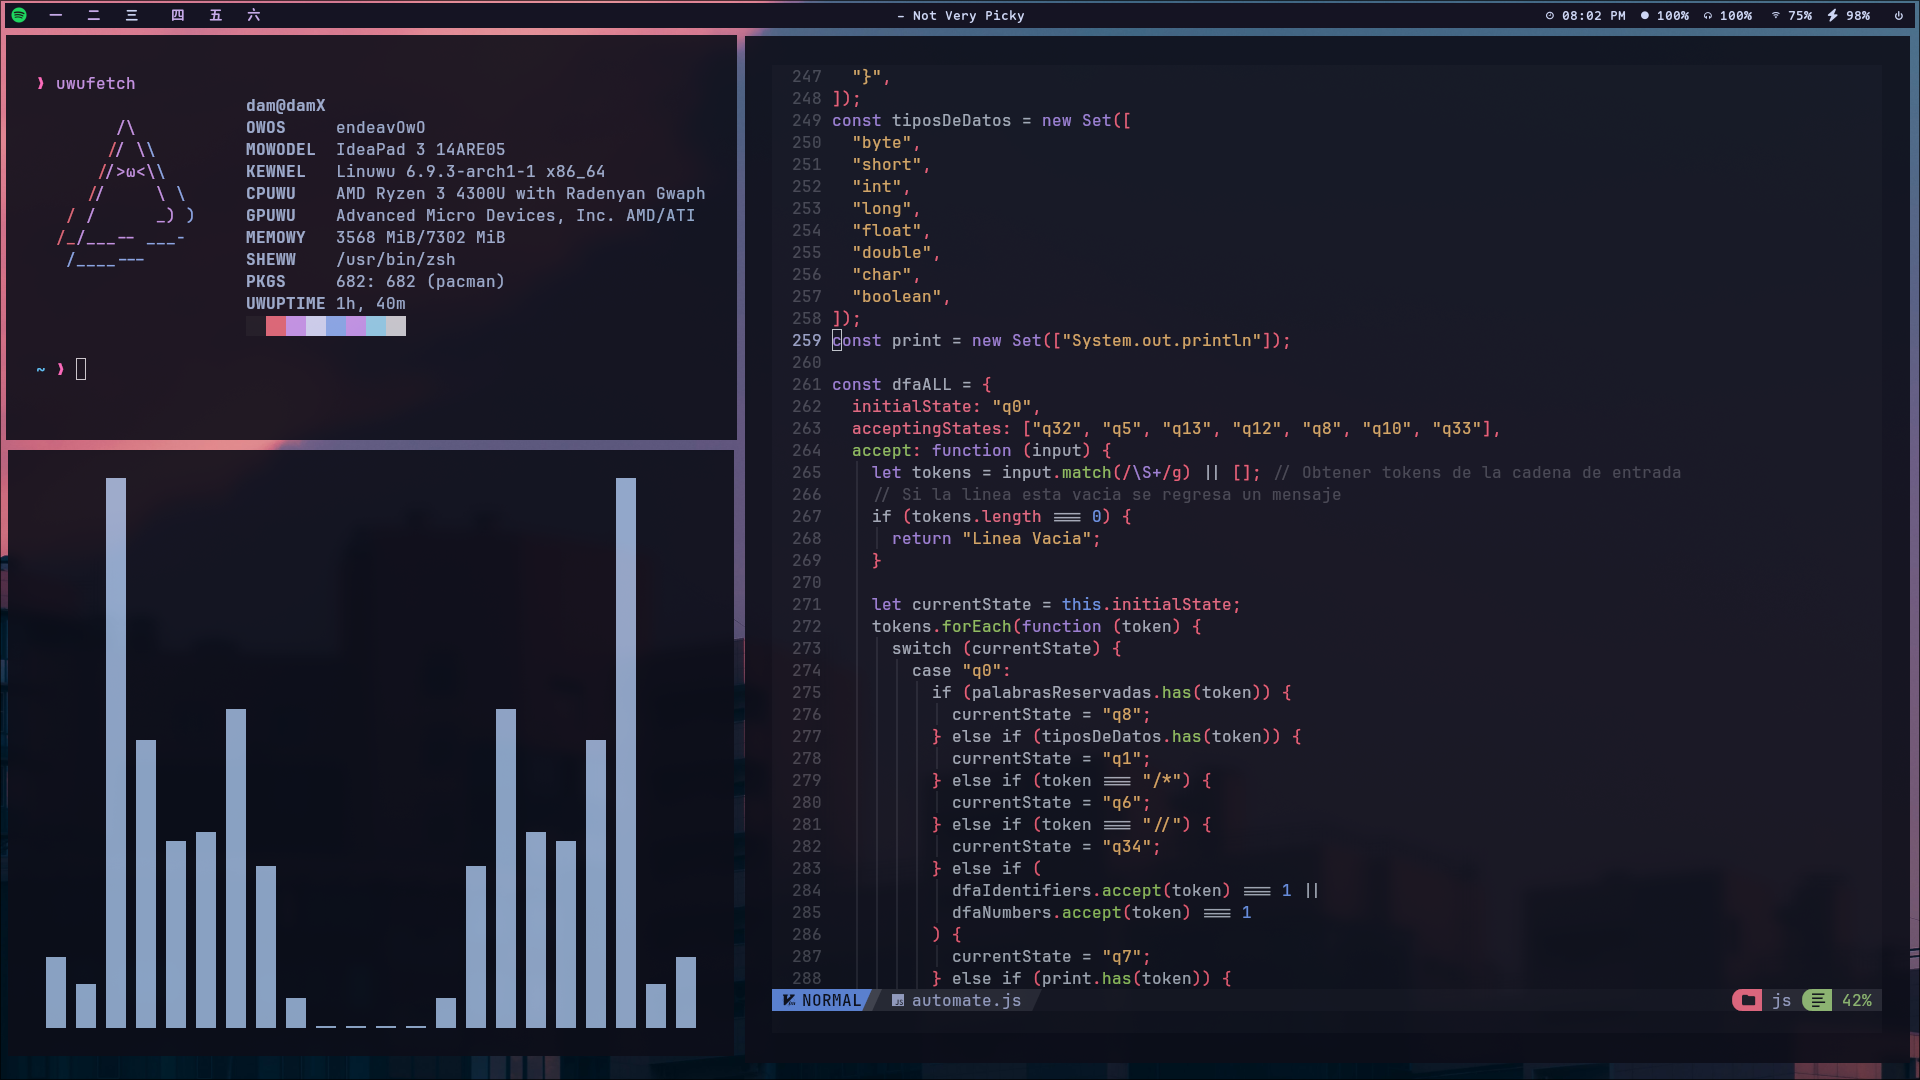 一 二 三 四 五 六
- Not Very Picky
08:02 PM 100% 100% 75% 98%
❱ uwufetch
/\
// \\
//>ω<\\
// \ \
/ / _) )
/_/___-- ___-
/____---
dam@damX
OWOS endeavOwO
MOWODEL IdeaPad 3 14ARE05
KEWNEL Linuwu 6.9.3-arch1-1 x86_64
CPUWU AMD Ryzen 3 4300U with Radenyan Gwaph
GPUWU Advanced Micro Devices, Inc. AMD/ATI
MEMOWY 3568 MiB/7302 MiB
SHEWW /usr/bin/zsh
PKGS 682: 682 (pacman)
UWUPTIME 1h, 40m
~ ❱
247 "}",
248 ]);
249 const tiposDeDatos = new Set([
250 "byte",
251 "short",
252 "int",
253 "long",
254 "float",
255 "double",
256 "char",
257 "boolean",
258 ]);
259 const print = new Set(["System.out.println"]);
260
261 const dfaALL = {
262 initialState: "q0",
263 acceptingStates: ["q32", "q5", "q13", "q12", "q8", "q10", "q33"],
264 accept: function (input) {
265 let tokens = input.match(/\S+/g) || []; // Obtener tokens de la cadena de entrada
266 // Si la linea esta vacia se regresa un mensaje
267 if (tokens.length === 0) {
268 return "Linea Vacia";
269 }
270
271 let currentState = this.initialState;
272 tokens.forEach(function (token) {
273 switch (currentState) {
274 case "q0":
275 if (palabrasReservadas.has(token)) {
276 currentState = "q8";
277 } else if (tiposDeDatos.has(token)) {
278 currentState = "q1";
279 } else if (token === "/*") {
280 currentState = "q6";
281 } else if (token === "//") {
282 currentState = "q34";
283 } else if (
284 dfaIdentifiers.accept(token) === 1 ||
285 dfaNumbers.accept(token) === 1
286 ) {
287 currentState = "q7";
288 } else if (print.has(token)) {
NORMAL automate.js js 42%